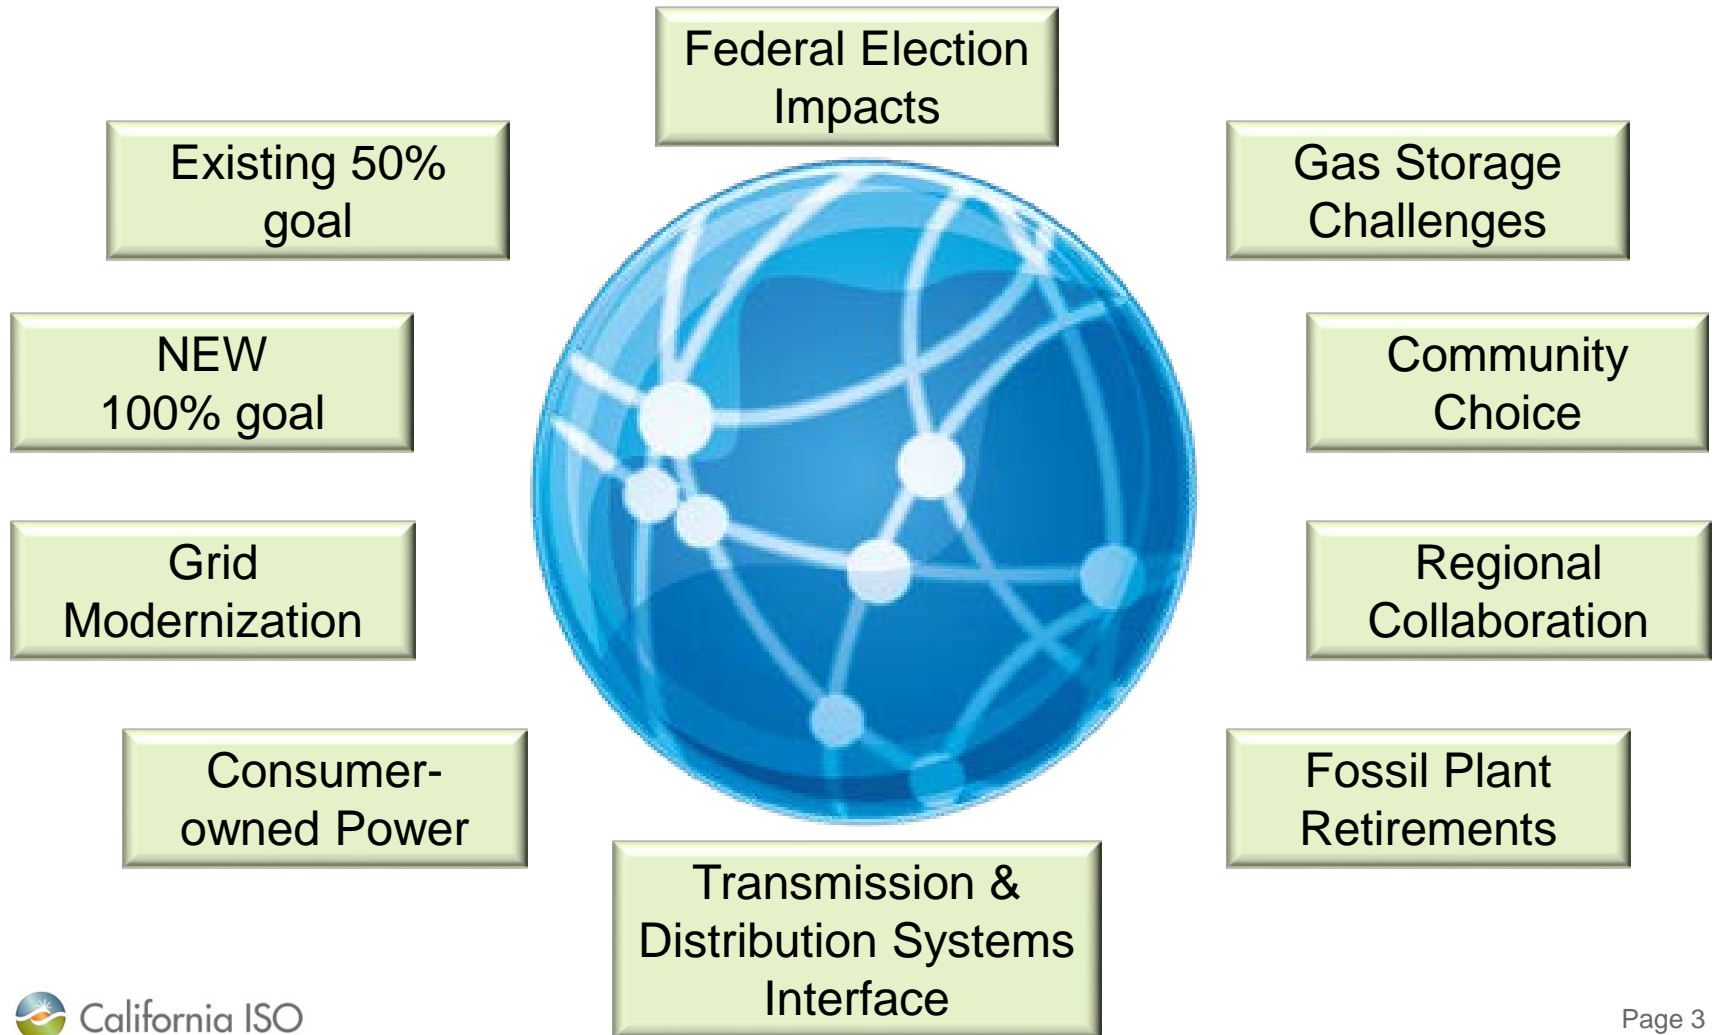 Federal Election
Impacts
Existing 50%
goal
Gas Storage
Challenges
NEW
100% goal
Community
Choice
Grid
Modernization
Regional
Collaboration
Consumer-
owned Power
Fossil Plant
Retirements
Transmission &
Distribution Systems
Interface
California ISO
Page 3